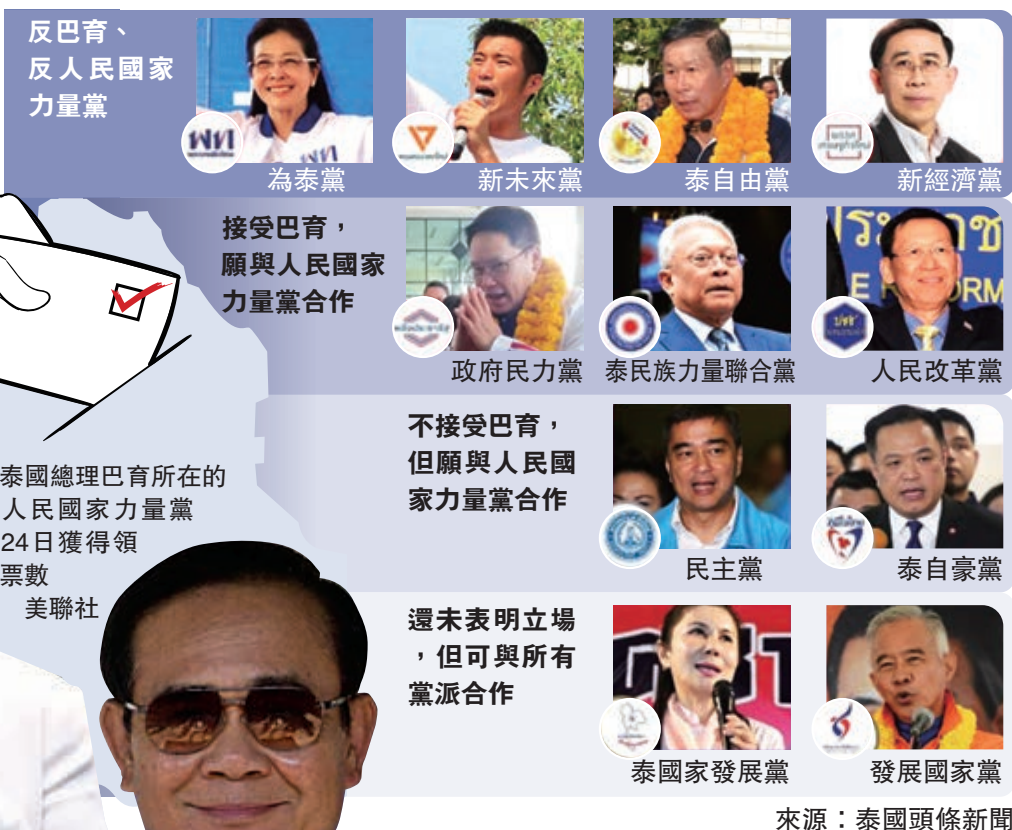 反巴育、
反人民國家
力量黨
พท
為泰黨
新未來黨
泰自由黨
新經濟黨
接受巴育，
願與人民國家
力量黨合作
政府民力黨
泰民族力量聯合黨
人民改革黨
不接受巴育，
但願與人民國
家力量黨合作
民主黨
泰自豪黨
泰國總理巴育所在的
人民國家力量黨
24日獲得領
票數
美聯社
還未表明立場
，但可與所有
黨派合作
泰國家發展黨
發展國家黨
來源：泰國頭條新聞